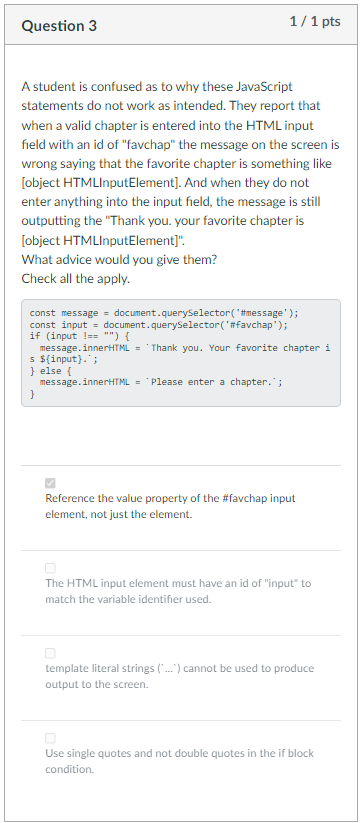 Question 3
1 / 1 pts
A student is confused as to why these JavaScript
statements do not work as intended. They report that
when a valid chapter is entered into the HTML input
field with an id of "favchap" the message on the screen is
wrong saying that the favorite chapter is something like
[object HTMLInputElement]. And when they do not
enter anything into the input field, the message is still
outputting the "Thank you. your favorite chapter is
[object HTMLInputElement]".
What advice would you give them?
Check all the apply.
const message = document.querySelector('#message');
const input = document.querySelector('#favchap');
if (input !== "") {
  message.innerHTML = `Thank you. Your favorite chapter i
s ${input}.`;
} else {
  message.innerHTML = `Please enter a chapter.`;
}
Reference the value property of the #favchap input
element, not just the element.
The HTML input element must have an id of "input" to
match the variable identifier used.
template literal strings (`...`) cannot be used to produce
output to the screen.
Use single quotes and not double quotes in the if block
condition.